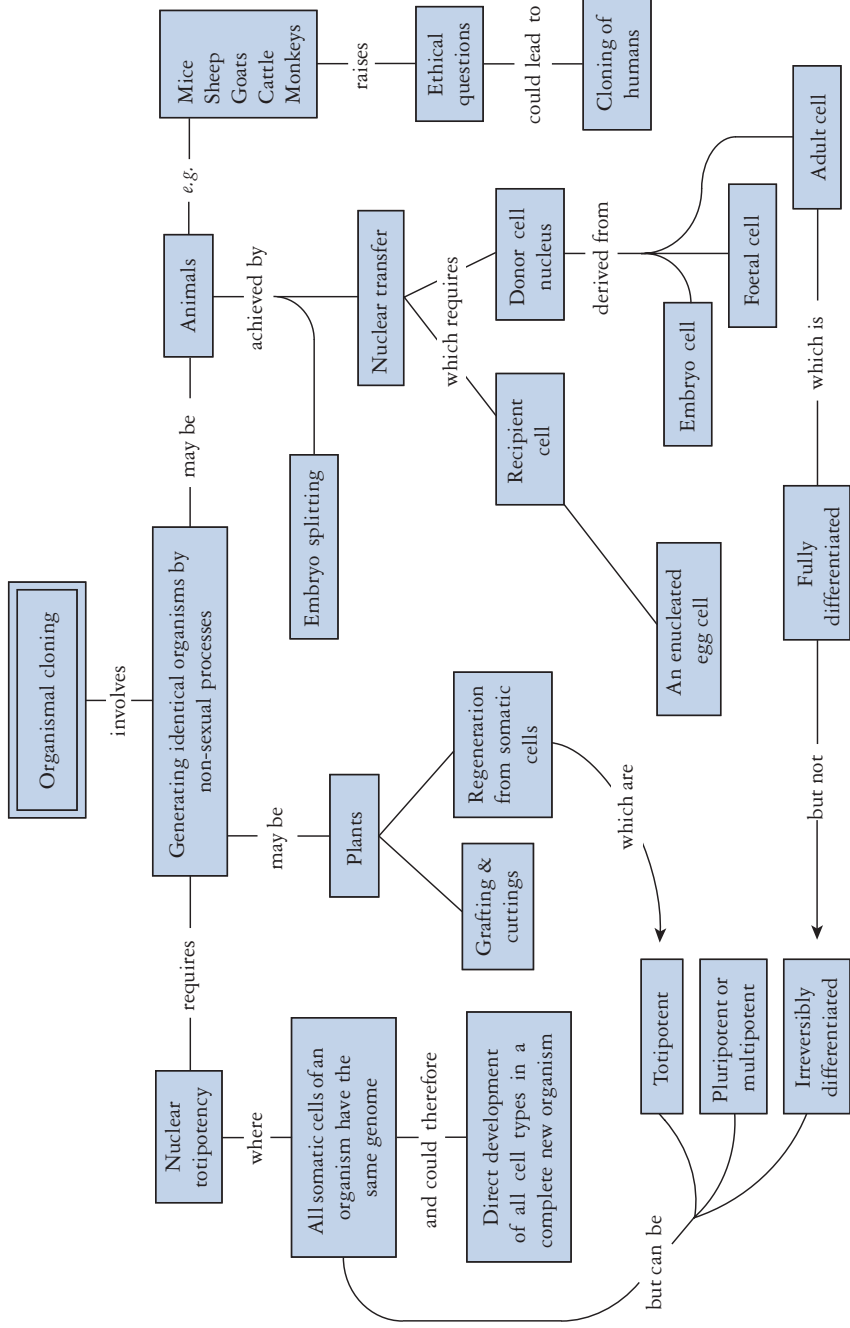 Organismal cloning
involves
Generating identical organisms by
non-sexual processes
requires
Nuclear
totipotency
where
All somatic cells of an
organism have the
same genome
and could therefore
Direct development
of all cell types in a
complete new organism
but can be
Totipotent
Pluripotent or
multipotent
Irreversibly
differentiated
may be
Plants
Grafting &
cuttings
Regeneration
from somatic
cells
which are
may be
Animals
e.g.
Mice
Sheep
Goats
Cattle
Monkeys
raises
Ethical
questions
could lead to
Cloning of
humans
achieved by
Embryo splitting
Nuclear transfer
which requires
Recipient
cell
An enucleated
egg cell
Donor cell
nucleus
derived from
Embryo cell
Foetal cell
Adult cell
which is
Fully
differentiated
but not